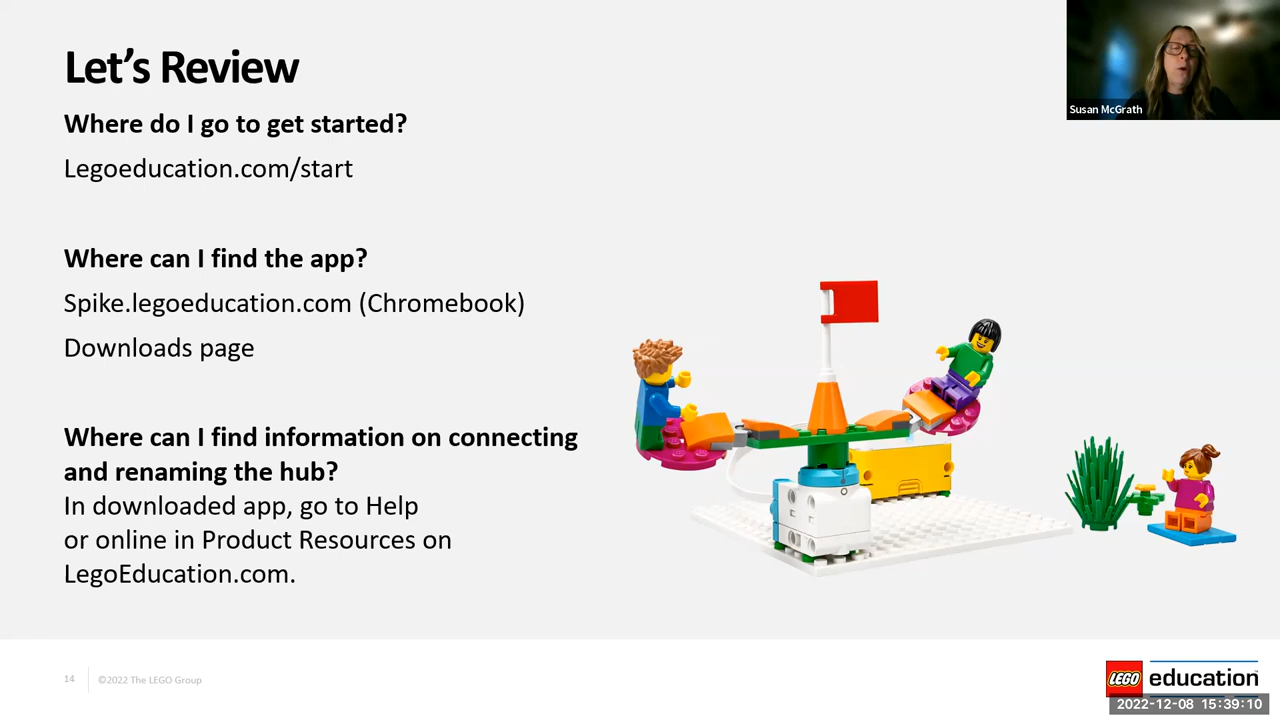 Let's Review
Where do I go to get started?
Legoeducation.com/start
Where can I find the app?
Spike.legoeducation.com (Chromebook)
Downloads page
Where can I find information on connecting
and renaming the hub?
In downloaded app, go to Help
or online in Product Resources on
LegoEducation.com.
Susan McGrath
14
©2022 The LEGO Group
LEGO education
2022-12-08 15:39:10